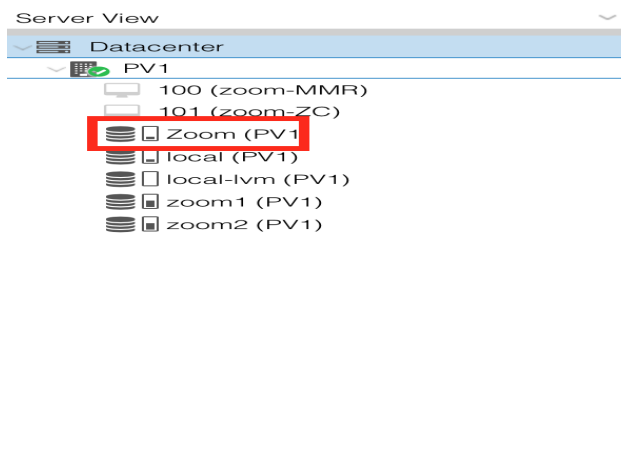 Server View
Datacenter
PV1
100 (zoom-MMR)
101 (zoom-ZC)
Zoom (PV1
local (PV1)
local-lvm (PV1)
zoom1 (PV1)
zoom2 (PV1)